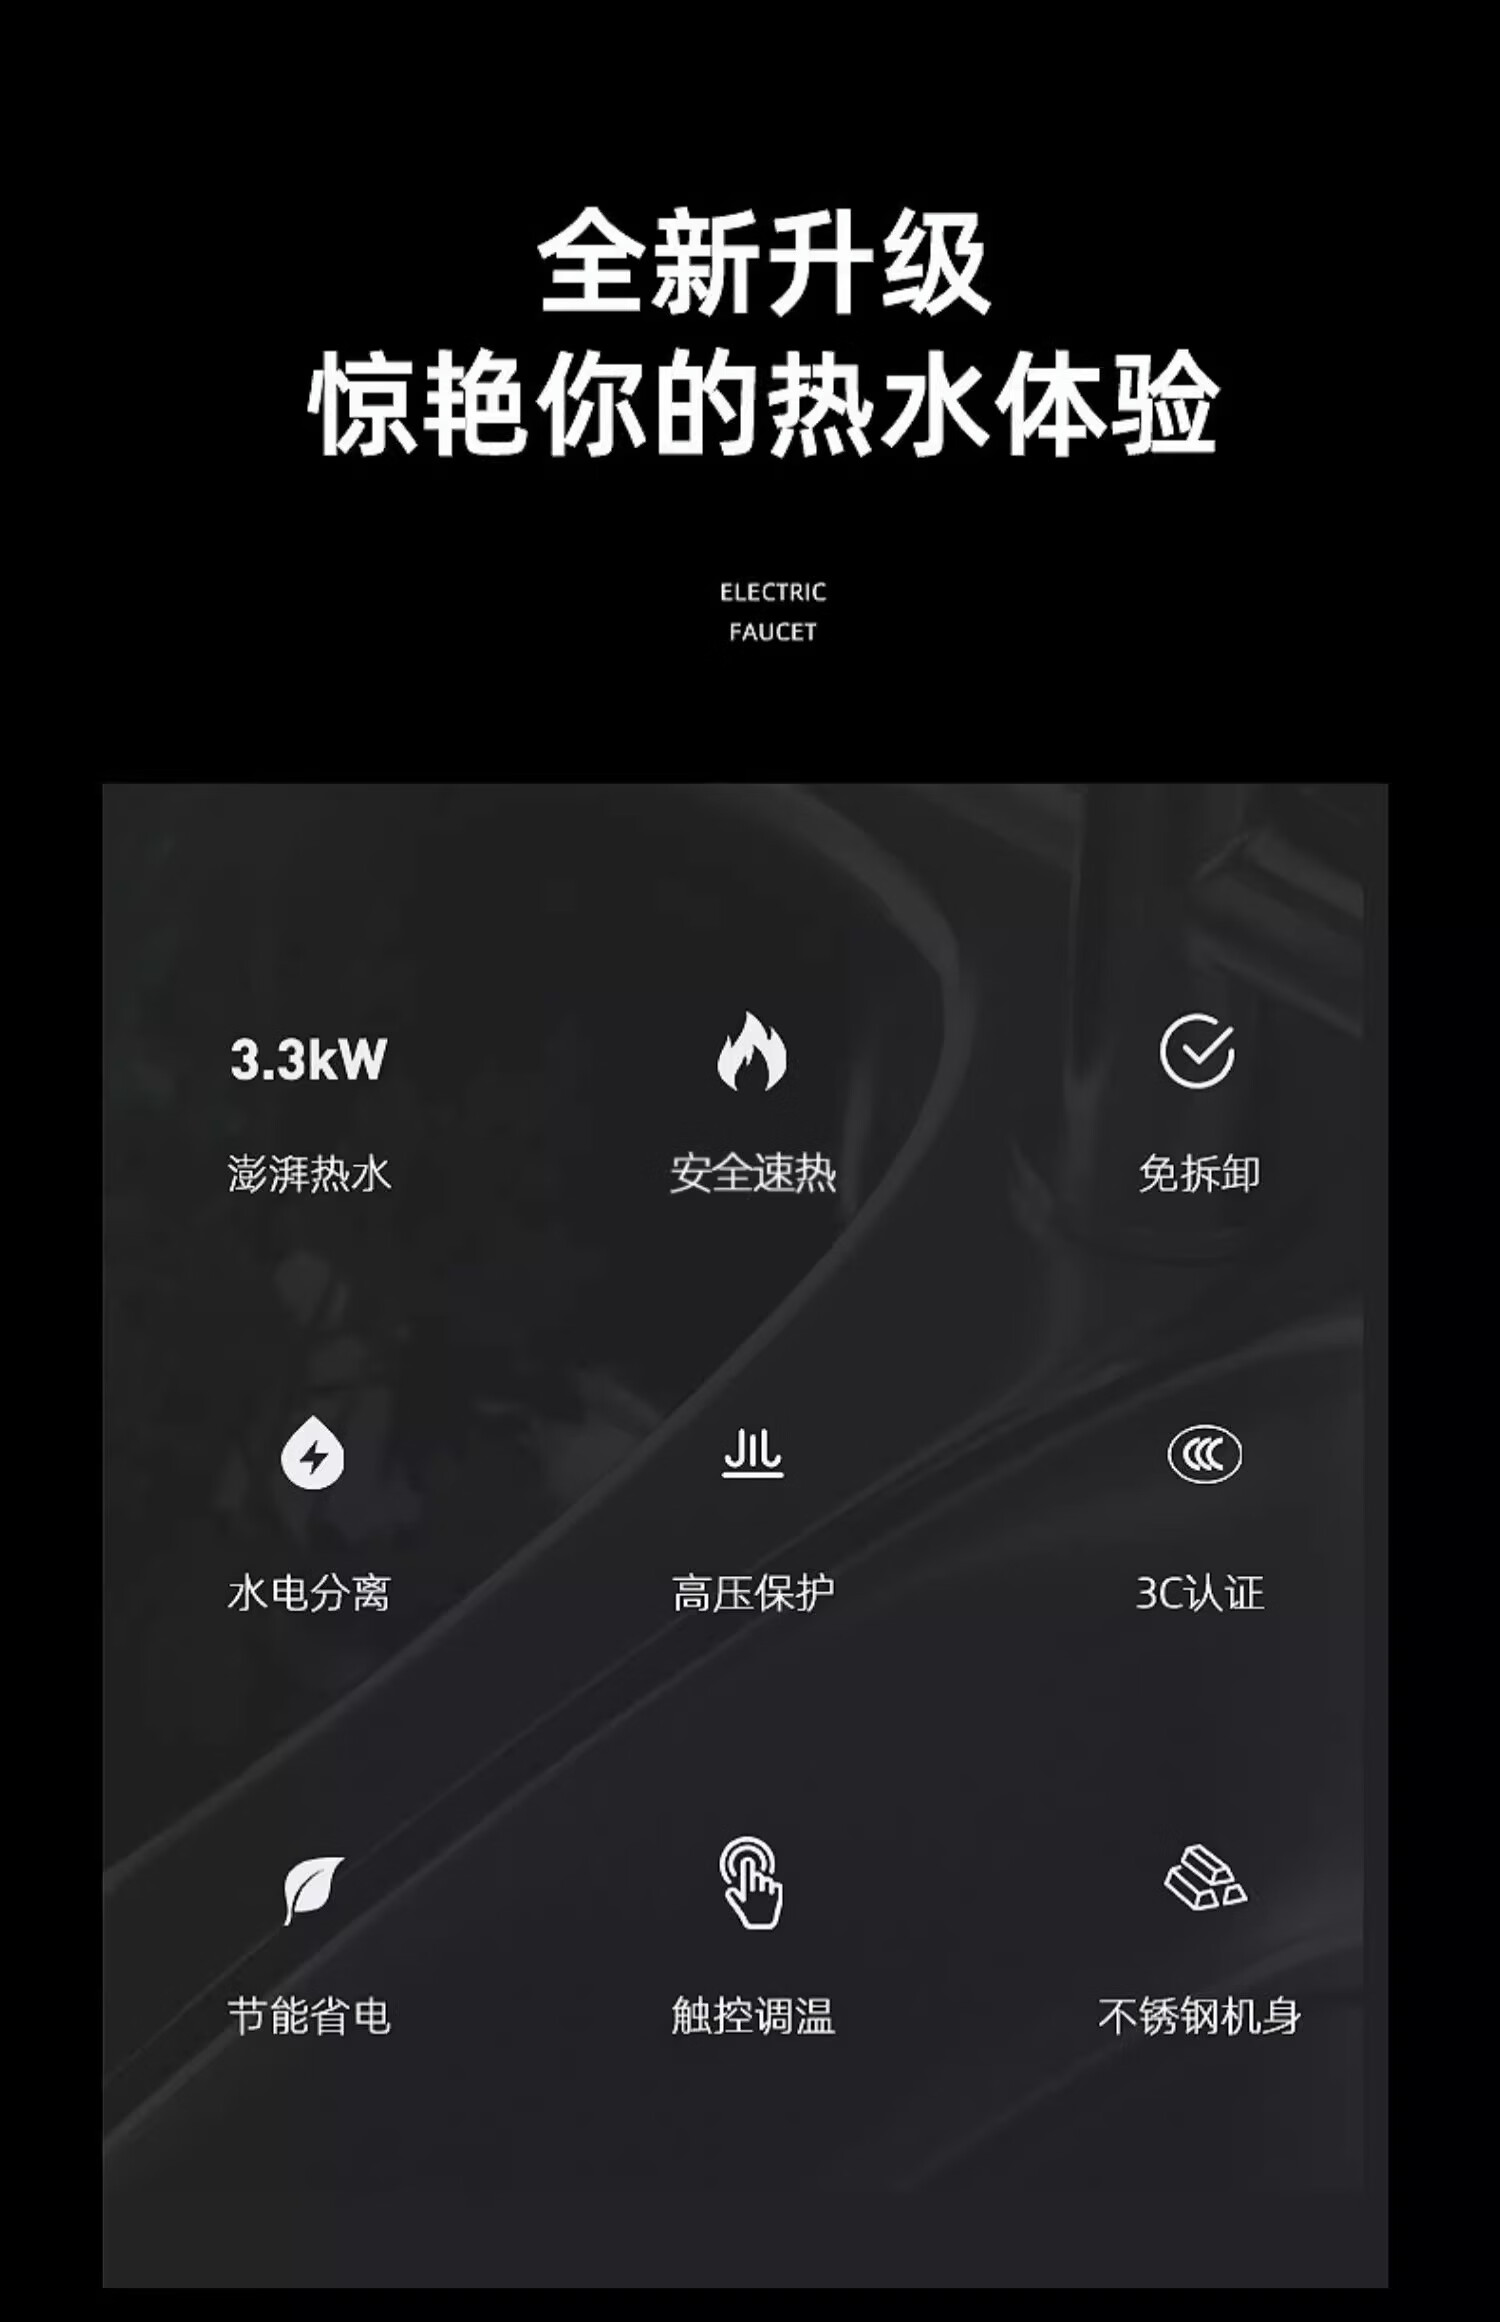 全新升级
惊艳你的热水体验
ELECTRIC
FAUCET
3.3kW
澎湃热水
安全速热
免拆卸
水电分离
高压保护
3C认证
节能省电
触控调温
不锈钢机身